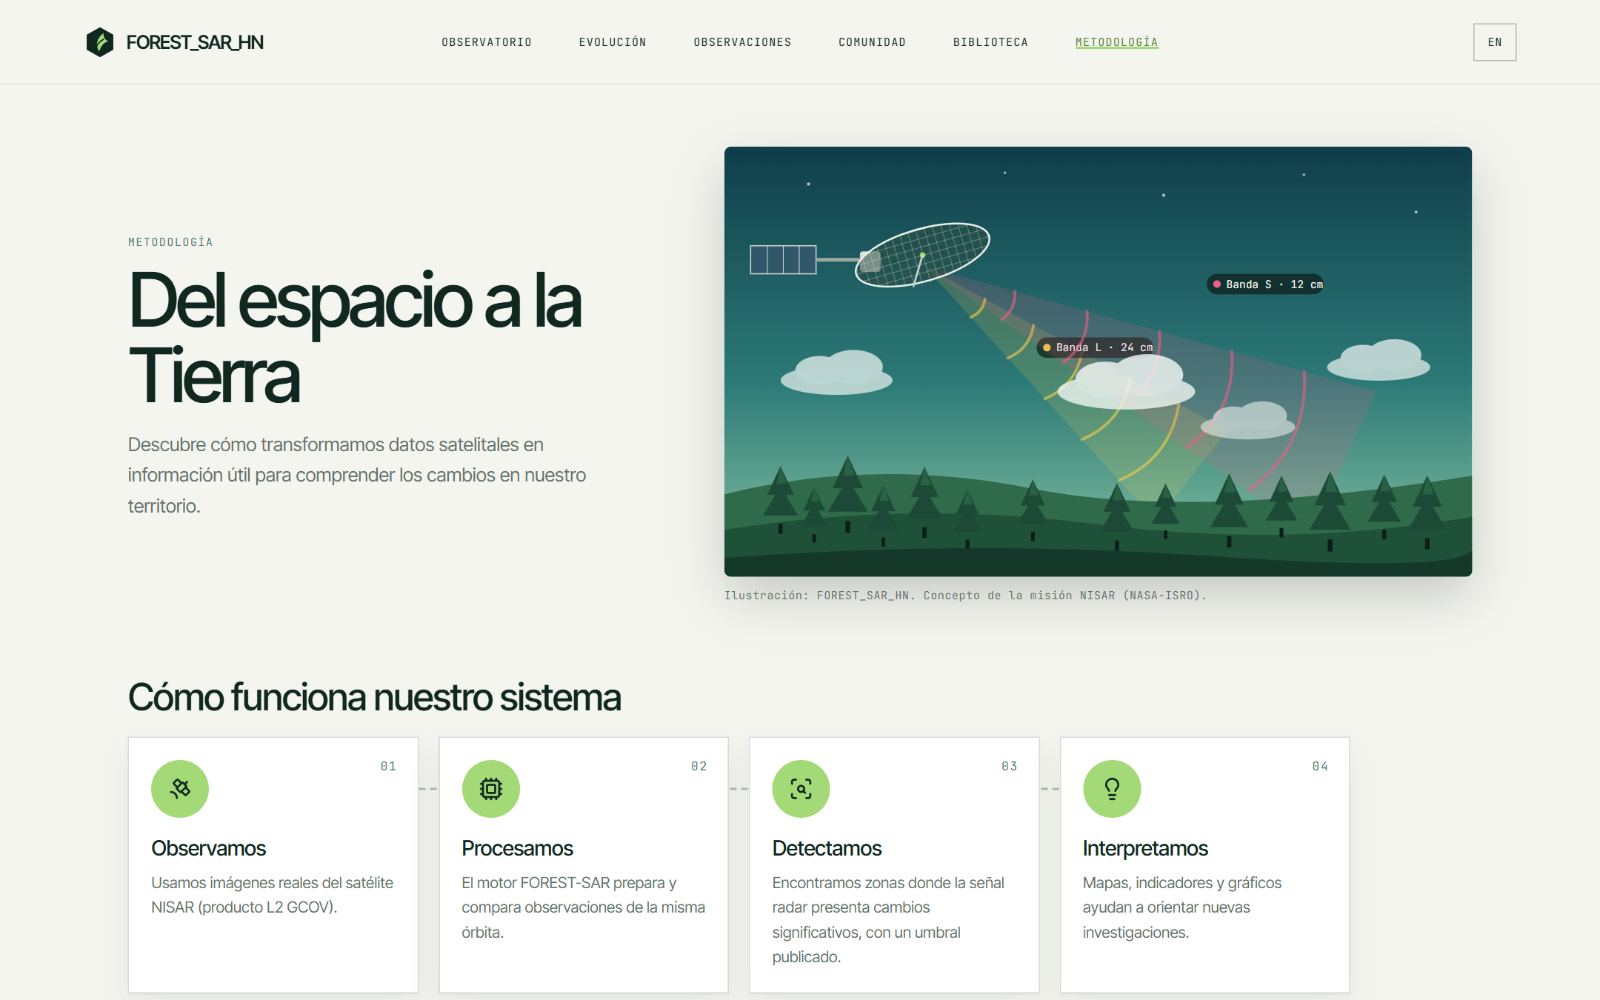 FOREST_SAR_HN
OBSERVATORIO
EVOLUCIÓN
OBSERVACIONES
COMUNIDAD
BIBLIOTECA
METODOLOGÍA
EN
METODOLOGÍA
Del espacio a la
Tierra
Descubre cómo transformamos datos satelitales en
información útil para comprender los cambios en nuestro
territorio.
Banda S · 12 cm
Banda L · 24 cm
Ilustración: FOREST_SAR_HN. Concepto de la misión NISAR (NASA-ISRO).
Cómo funciona nuestro sistema
01
Observamos
Usamos imágenes reales del satélite
NISAR (producto L2 GCOV).
02
Procesamos
El motor FOREST-SAR prepara y
compara observaciones de la misma
órbita.
03
Detectamos
Encontramos zonas donde la señal
radar presenta cambios
significativos, con un umbral
publicado.
04
Interpretamos
Mapas, indicadores y gráficos
ayudan a orientar nuevas
investigaciones.